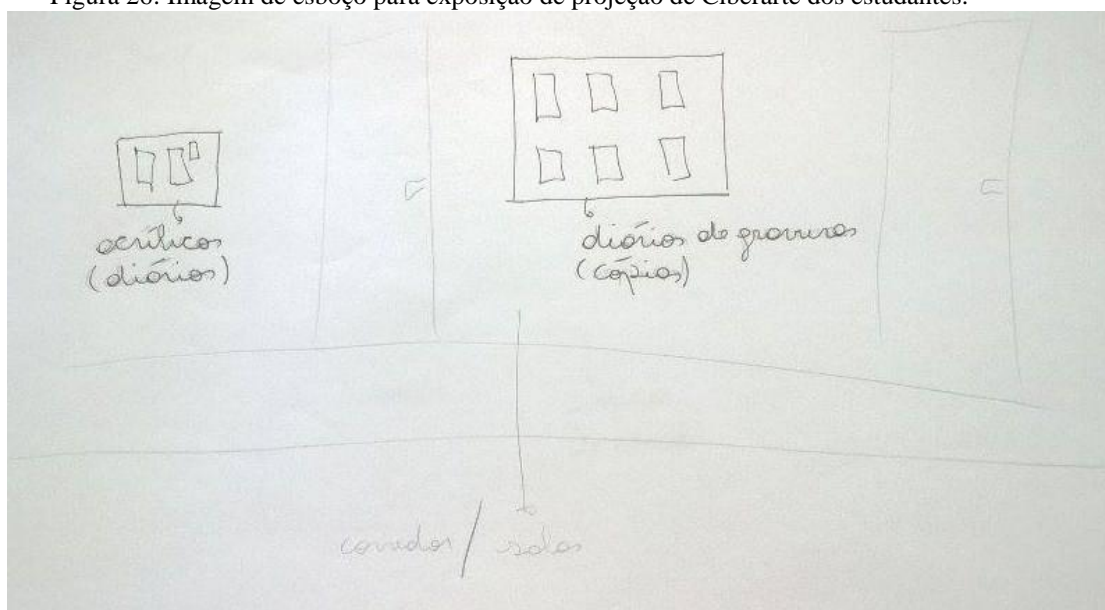 Figura 26: Imagem de esboço para exposição de projeção de Ciberarte dos estudantes.
acrílicos
(diários)
diários de gravuras
(cópias)
corredor / salas